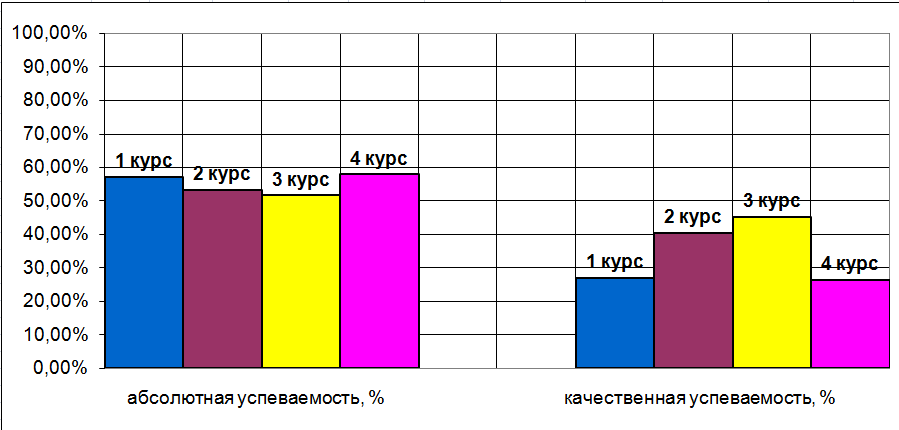 100,00%
90,00%
80,00%
70,00%
60,00%
50,00%
40,00%
30,00%
20,00%
10,00%
0,00%
1 курс
2 курс
3 курс
4 курс
1 курс
2 курс
3 курс
4 курс
абсолютная успеваемость, %
качественная успеваемость, %